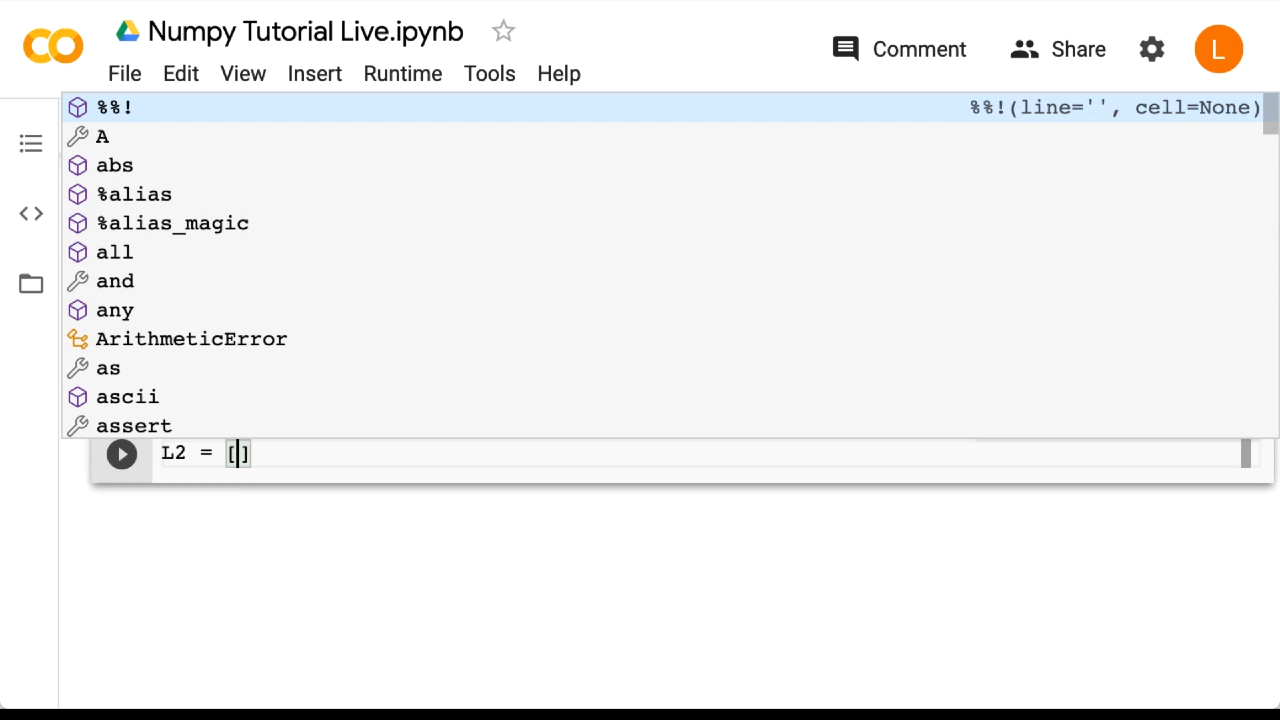 Numpy Tutorial Live.ipynb
Comment Share L
File Edit View Insert Runtime Tools Help
%%! %%!(line='', cell=None)
A
abs
%alias
%alias_magic
all
and
any
ArithmeticError
as
ascii
assert
L2 = []